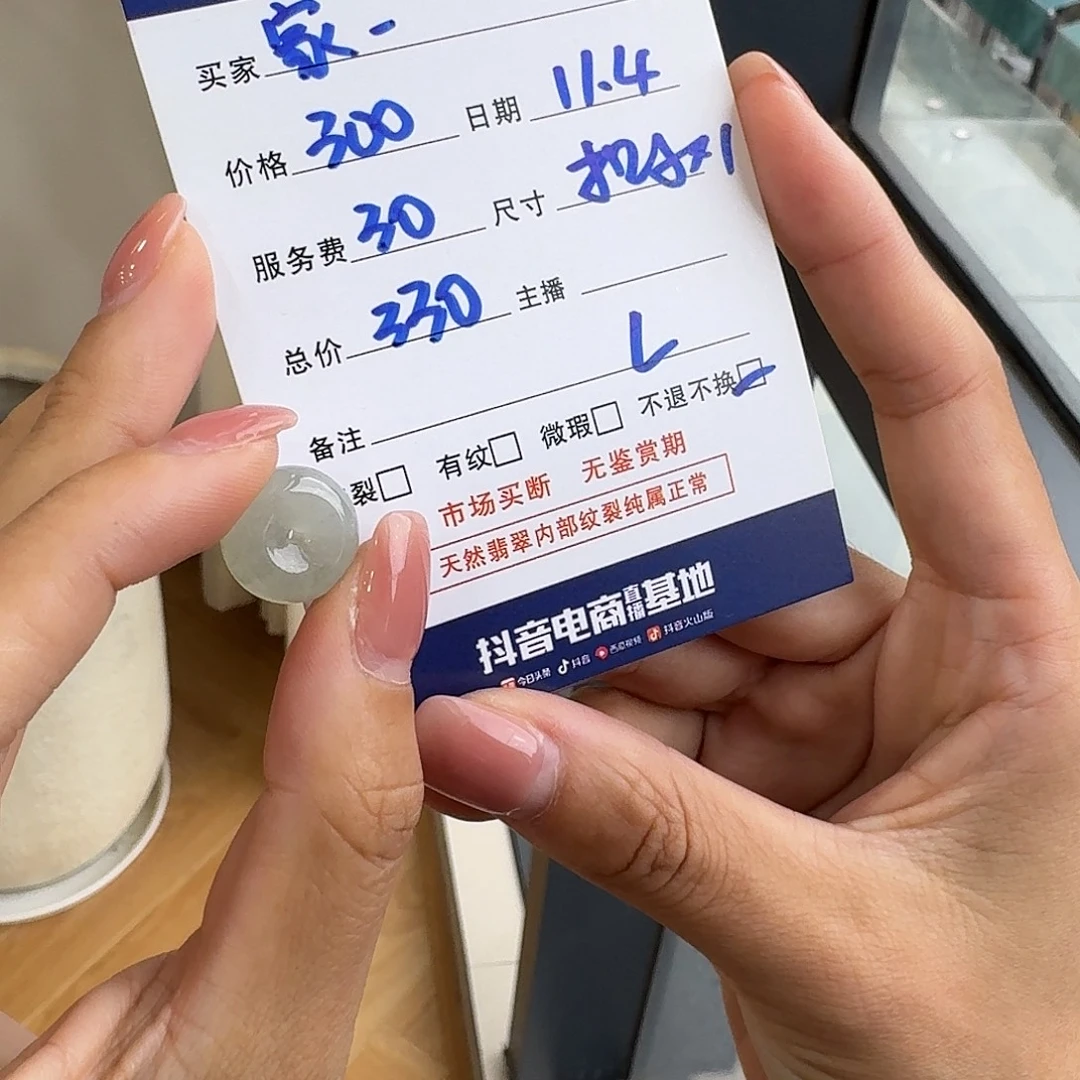 买家 家-
价格 300 日期 11.4
服务费 30 尺寸 扣子×1
总价 330 主播
备注 L
裂□ 有纹□ 微瑕□ 不退不换☑
市场买断 无鉴赏期
天然翡翠内部纹裂纯属正常
抖音电商直播基地
今日头条 抖音 西瓜视频 抖音火山版